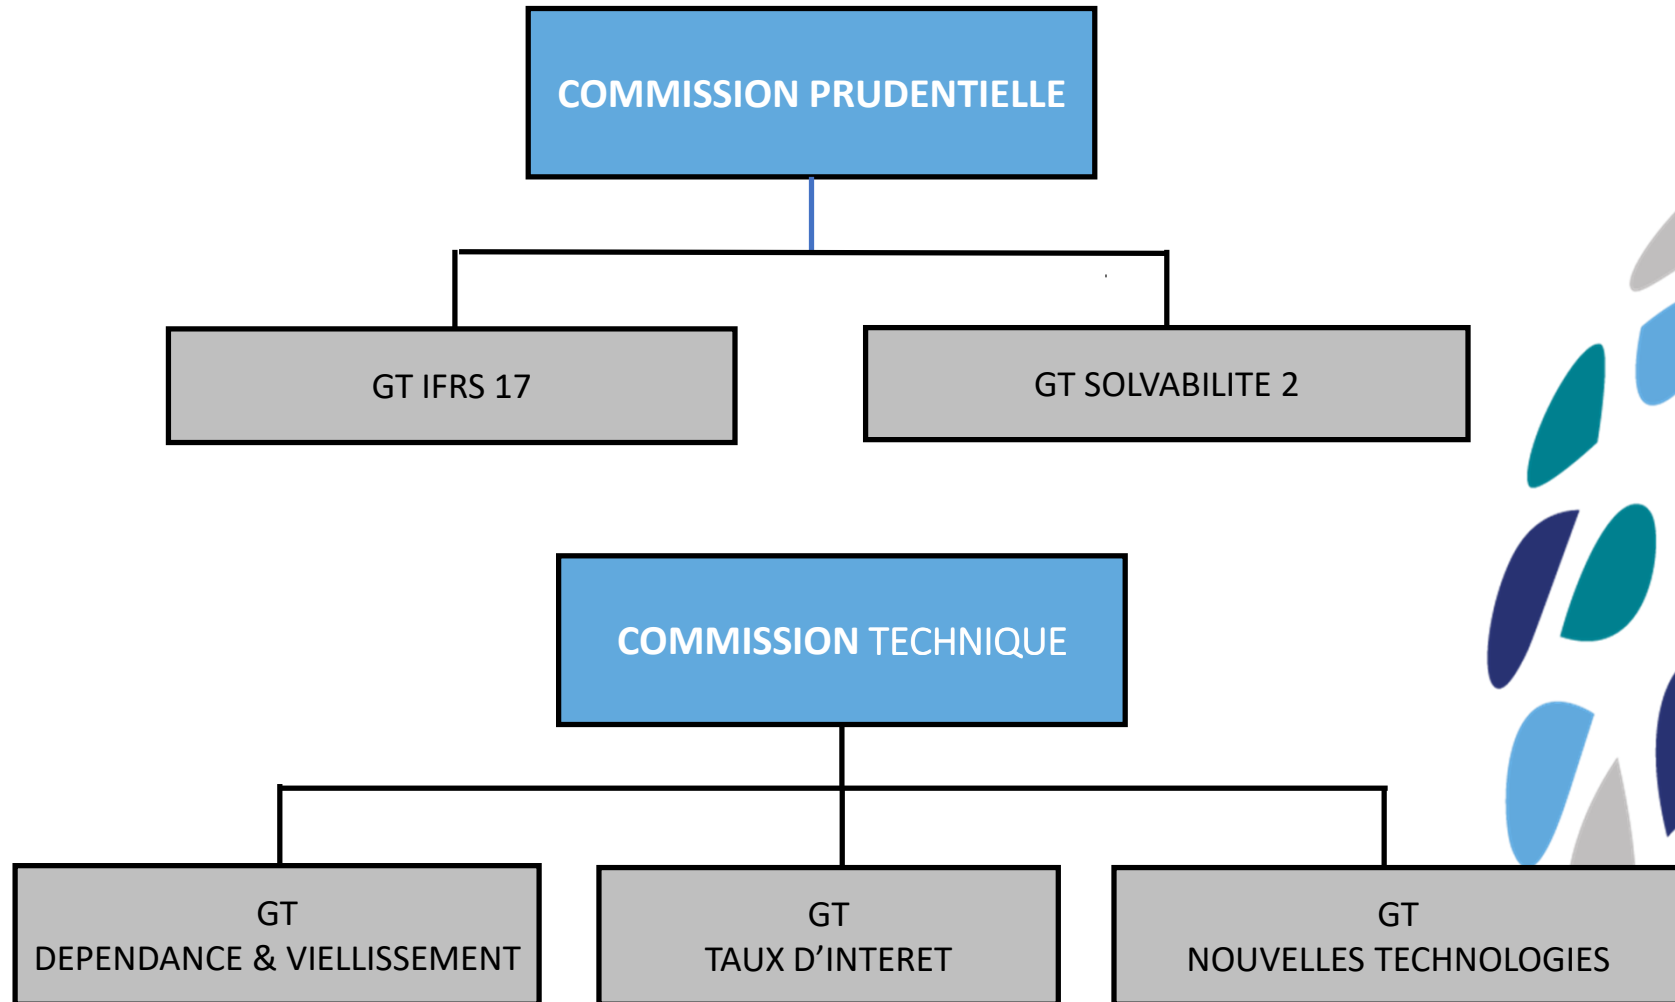 COMMISSION PRUDENTIELLE
GT IFRS 17
GT SOLVABILITE 2
COMMISSION TECHNIQUE
GT
DEPENDANCE & VIELLISSEMENT
GT
TAUX D’INTERET
GT
NOUVELLES TECHNOLOGIES